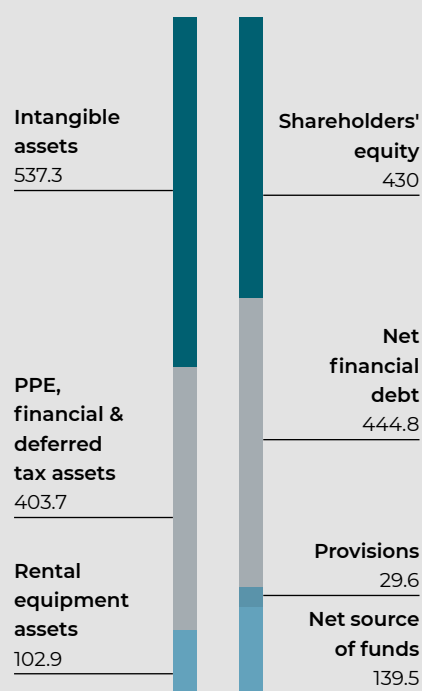 Intangible
assets
537.3
PPE,
financial &
deferred
tax assets
403.7
Rental
equipment
assets
102.9
Shareholders'
equity
430
Net
financial
debt
444.8
Provisions
29.6
Net source
of funds
139.5